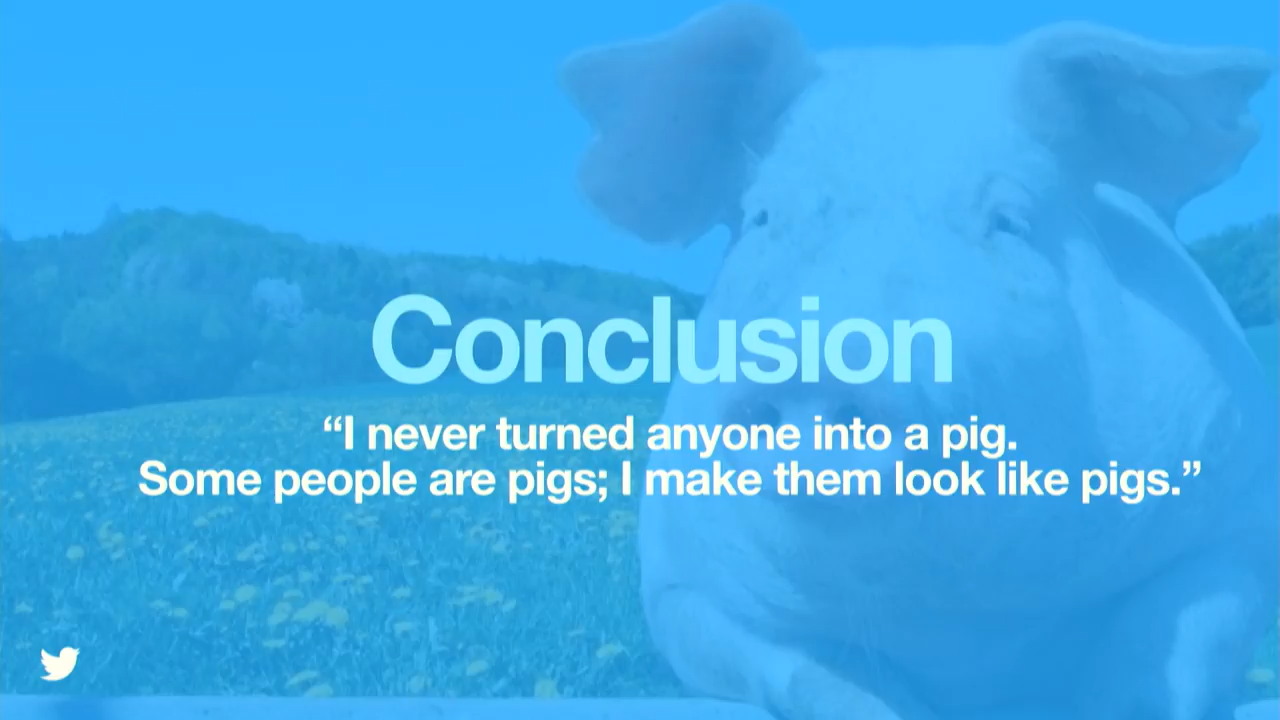 Conclusion
“I never turned anyone into a pig.
Some people are pigs; I make them look like pigs.”